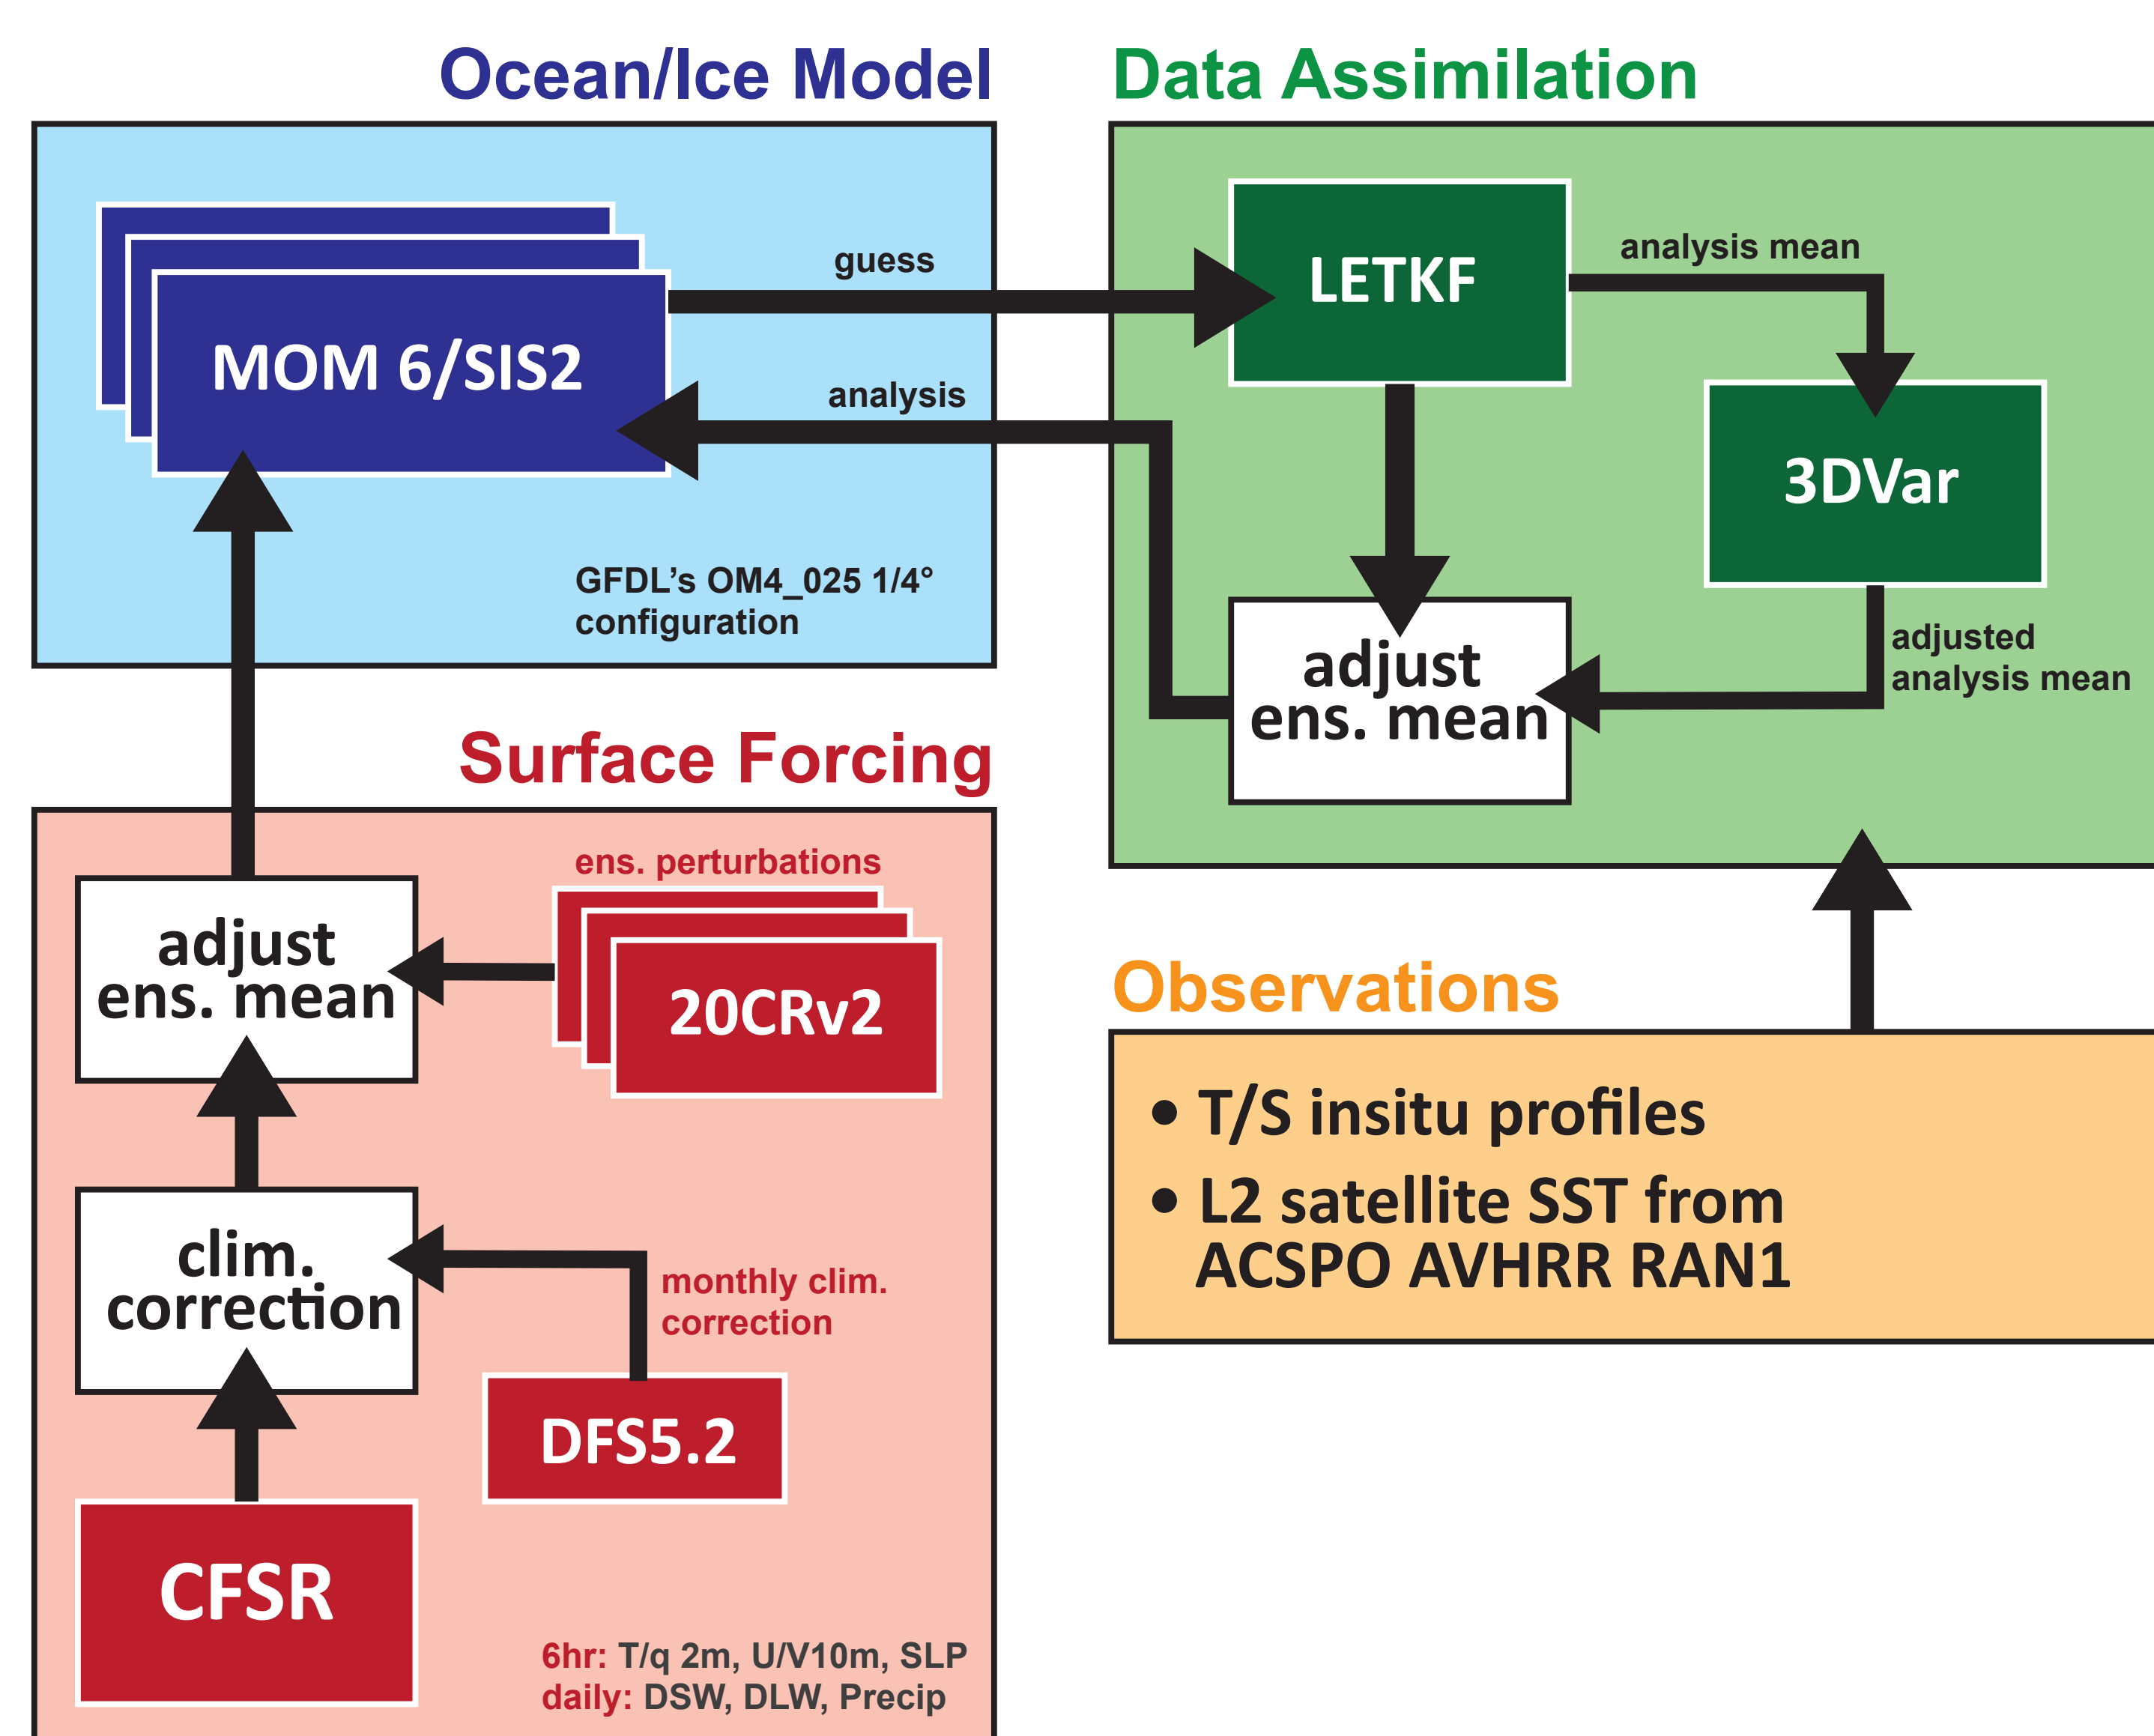 Ocean/Ice Model
MOM 6/SIS2
guess
analysis
GFDL’s OM4_025 1/4°
configuration
Data Assimilation
LETKF
analysis mean
3DVar
adjusted
analysis mean
adjust
ens. mean
Surface Forcing
ens. perturbations
adjust
ens. mean
20CRv2
clim.
correction
monthly clim.
correction
DFS5.2
CFSR
6hr: T/q 2m, U/V10m, SLP
daily: DSW, DLW, Precip
Observations
• T/S insitu profiles
• L2 satellite SST from
ACSPO AVHRR RAN1